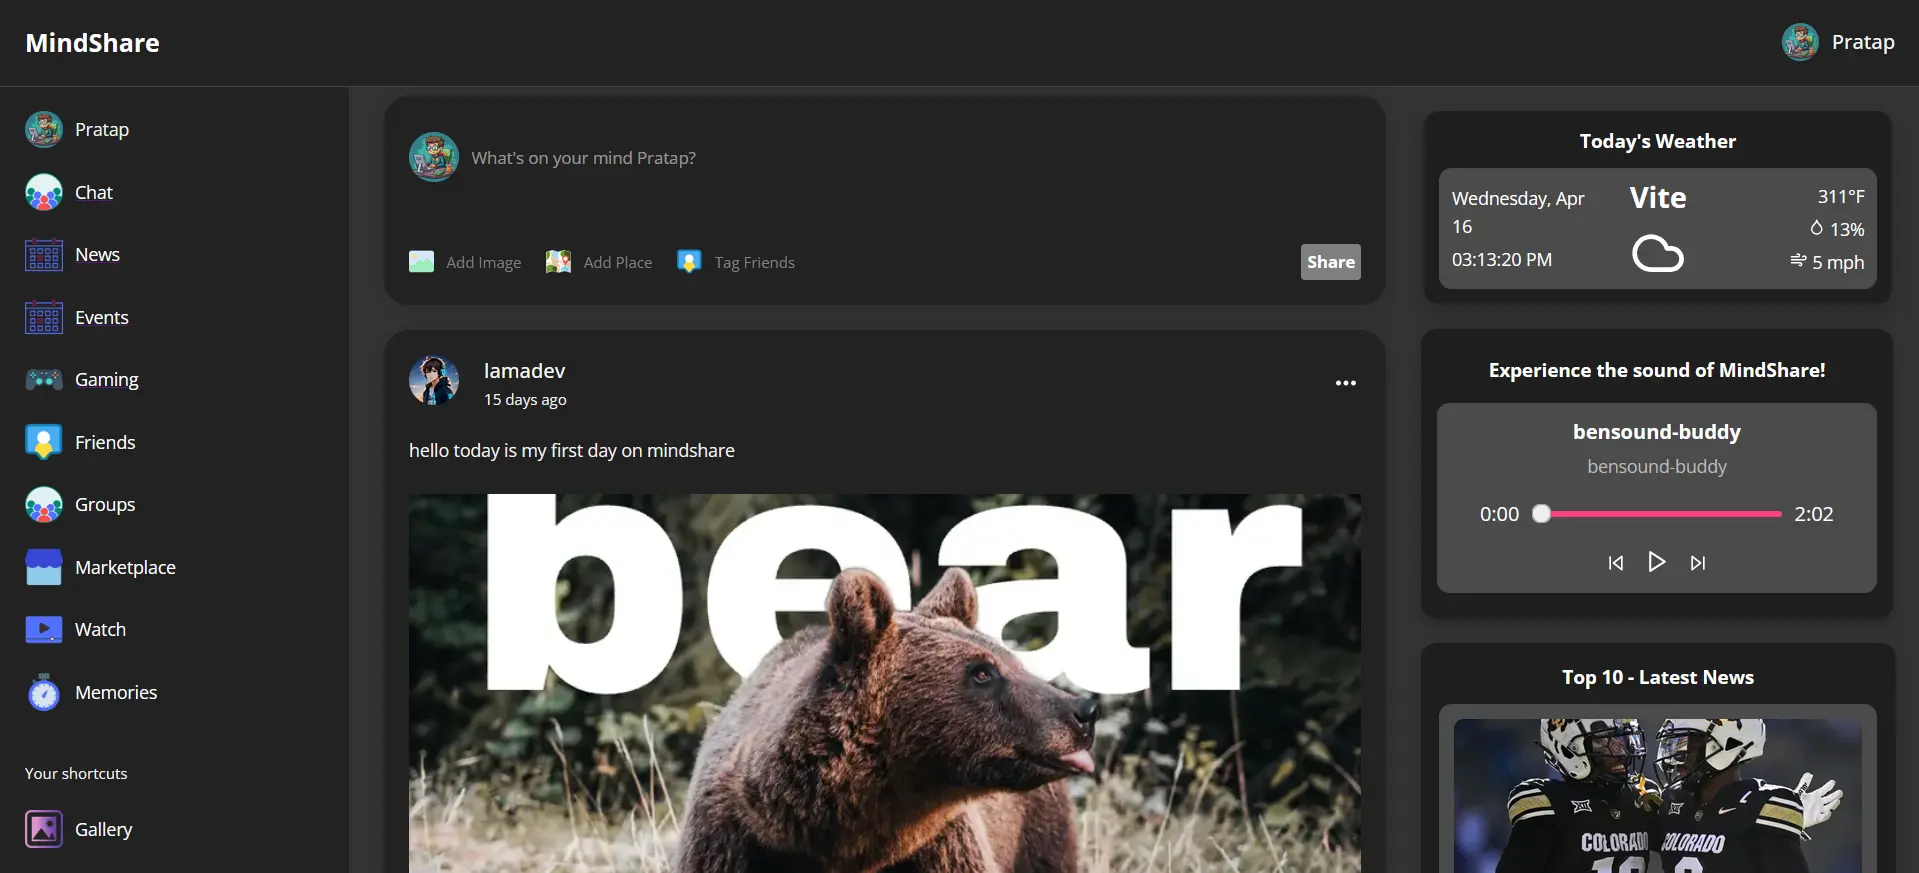 MindShare
Pratap
Pratap
Chat
News
Events
Gaming
Friends
Groups
Marketplace
Watch
Memories
Your shortcuts
Gallery
What's on your mind Pratap?
Add Image
Add Place
Tag Friends
Share
lamadev
15 days ago
hello today is my first day on mindshare
bear
Today's Weather
Wednesday, Apr
16
03:13:20 PM
Vite
311°F
13%
5 mph
Experience the sound of MindShare!
bensound-buddy
bensound-buddy
0:00
2:02
Top 10 - Latest News
COLORADO
COLORADO